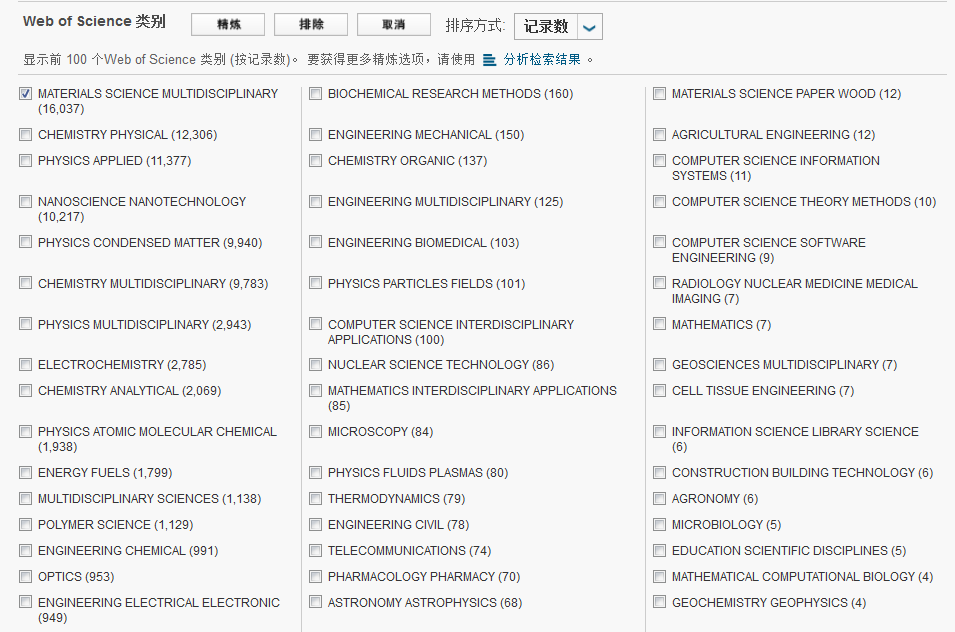 Web of Science 类别
精炼
排除
取消
排序方式:
记录数
显示前 100 个Web of Science 类别 (按记录数)。 要获得更多精炼选项，请使用 分析检索结果 。
MATERIALS SCIENCE MULTIDISCIPLINARY
(16,037)
CHEMISTRY PHYSICAL (12,306)
PHYSICS APPLIED (11,377)
NANOSCIENCE NANOTECHNOLOGY
(10,217)
PHYSICS CONDENSED MATTER (9,940)
CHEMISTRY MULTIDISCIPLINARY (9,783)
PHYSICS MULTIDISCIPLINARY (2,943)
ELECTROCHEMISTRY (2,785)
CHEMISTRY ANALYTICAL (2,069)
PHYSICS ATOMIC MOLECULAR CHEMICAL
(1,938)
ENERGY FUELS (1,799)
MULTIDISCIPLINARY SCIENCES (1,138)
POLYMER SCIENCE (1,129)
ENGINEERING CHEMICAL (991)
OPTICS (953)
ENGINEERING ELECTRICAL ELECTRONIC
(949)
BIOCHEMICAL RESEARCH METHODS (160)
ENGINEERING MECHANICAL (150)
CHEMISTRY ORGANIC (137)
ENGINEERING MULTIDISCIPLINARY (125)
ENGINEERING BIOMEDICAL (103)
PHYSICS PARTICLES FIELDS (101)
COMPUTER SCIENCE INTERDISCIPLINARY
APPLICATIONS (100)
NUCLEAR SCIENCE TECHNOLOGY (86)
MATHEMATICS INTERDISCIPLINARY APPLICATIONS
(85)
MICROSCOPY (84)
PHYSICS FLUIDS PLASMAS (80)
THERMODYNAMICS (79)
ENGINEERING CIVIL (78)
TELECOMMUNICATIONS (74)
PHARMACOLOGY PHARMACY (70)
ASTRONOMY ASTROPHYSICS (68)
MATERIALS SCIENCE PAPER WOOD (12)
AGRICULTURAL ENGINEERING (12)
COMPUTER SCIENCE INFORMATION
SYSTEMS (11)
COMPUTER SCIENCE THEORY METHODS (10)
COMPUTER SCIENCE SOFTWARE
ENGINEERING (9)
RADIOLOGY NUCLEAR MEDICINE MEDICAL
IMAGING (7)
MATHEMATICS (7)
GEOSCIENCES MULTIDISCIPLINARY (7)
CELL TISSUE ENGINEERING (7)
INFORMATION SCIENCE LIBRARY SCIENCE
(6)
CONSTRUCTION BUILDING TECHNOLOGY (6)
AGRONOMY (6)
MICROBIOLOGY (5)
EDUCATION SCIENTIFIC DISCIPLINES (5)
MATHEMATICAL COMPUTATIONAL BIOLOGY (4)
GEOCHEMISTRY GEOPHYSICS (4)